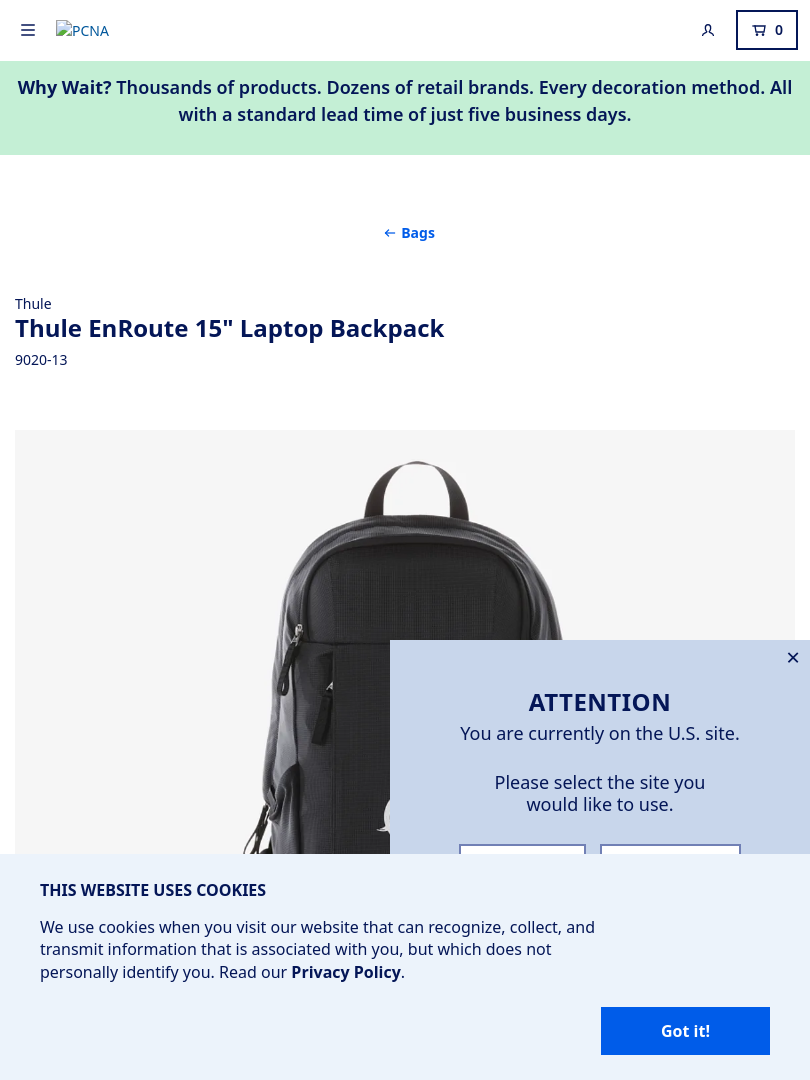 PCNA
0
Why Wait? Thousands of products. Dozens of retail brands. Every decoration method. All
with a standard lead time of just five business days.
← Bags
Thule
Thule EnRoute 15" Laptop Backpack
9020-13
ATTENTION
You are currently on the U.S. site.
Please select the site you
would like to use.
THIS WEBSITE USES COOKIES
We use cookies when you visit our website that can recognize, collect, and
transmit information that is associated with you, but which does not
personally identify you. Read our Privacy Policy.
Got it!